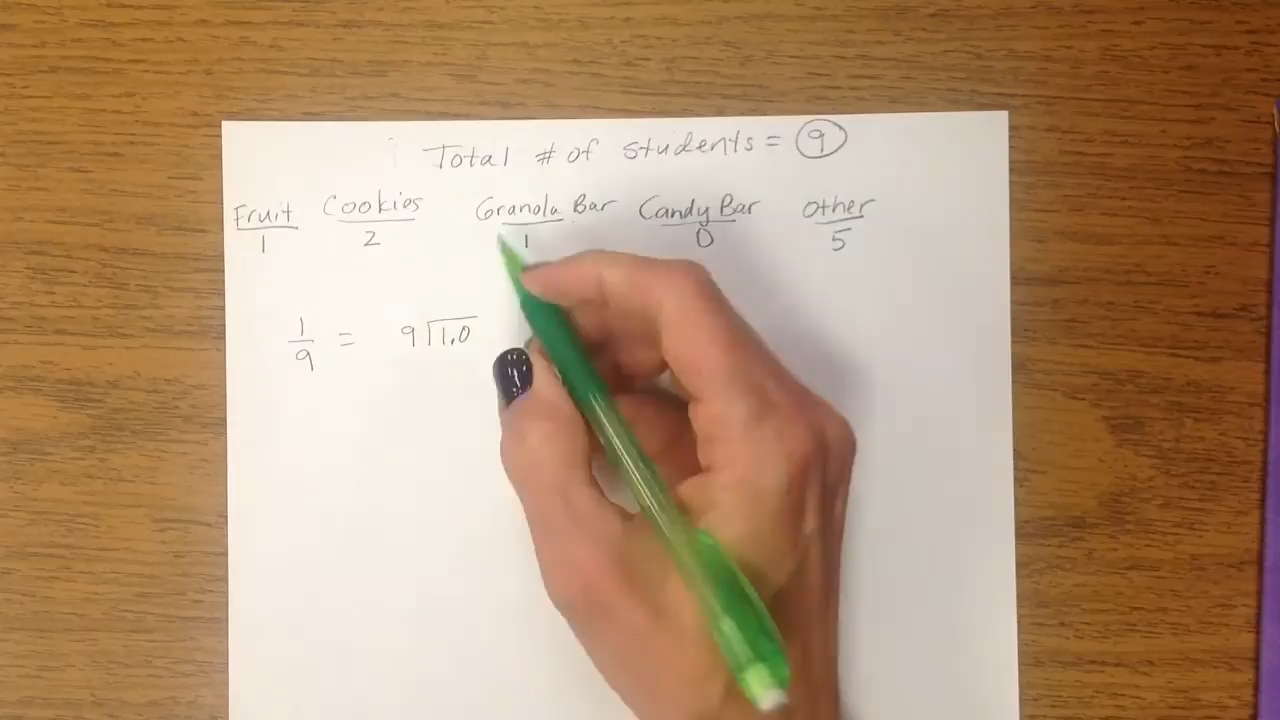 Total # of students = 9
Fruit Cookies Granola Bar Candy Bar Other
1 2 1 0 5
1/9 = 9⟌1.0